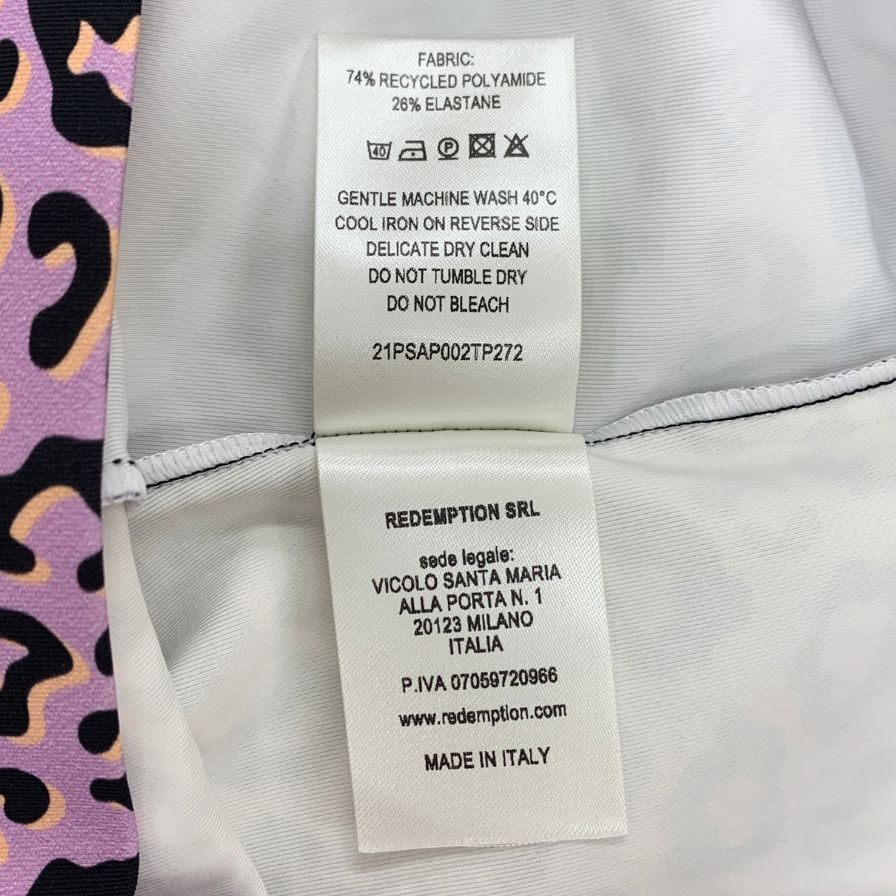 FABRIC:
74% RECYCLED POLYAMIDE
26% ELASTANE
40 P
GENTLE MACHINE WASH 40°C
COOL IRON ON REVERSE SIDE
DELICATE DRY CLEAN
DO NOT TUMBLE DRY
DO NOT BLEACH
21PSAP002TP272
REDEMPTION SRL
sede legale:
VICOLO SANTA MARIA
ALLA PORTA N. 1
20123 MILANO
ITALIA
P.IVA 07059720966
www.redemption.com
MADE IN ITALY